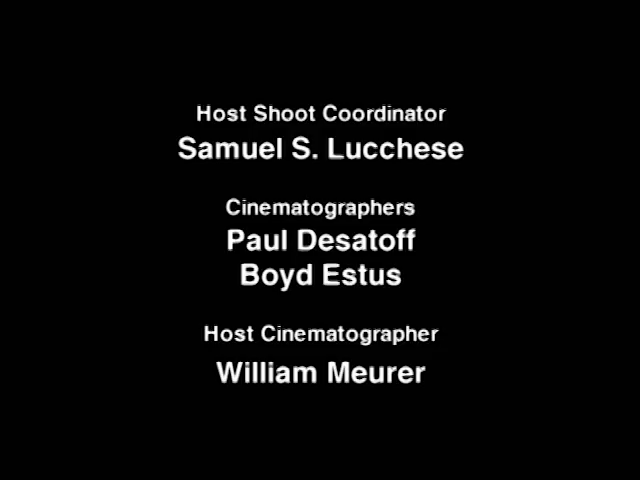 Host Shoot Coordinator
Samuel S. Lucchese
Cinematographers
Paul Desatoff
Boyd Estus
Host Cinematographer
William Meurer